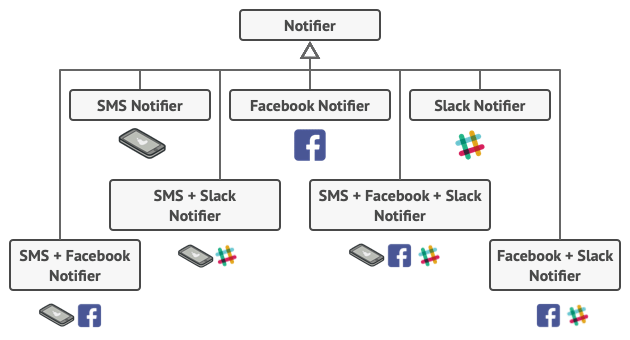 Notifier
SMS Notifier
Facebook Notifier
Slack Notifier
SMS + Slack
Notifier
SMS + Facebook + Slack
Notifier
SMS + Facebook
Notifier
Facebook + Slack
Notifier